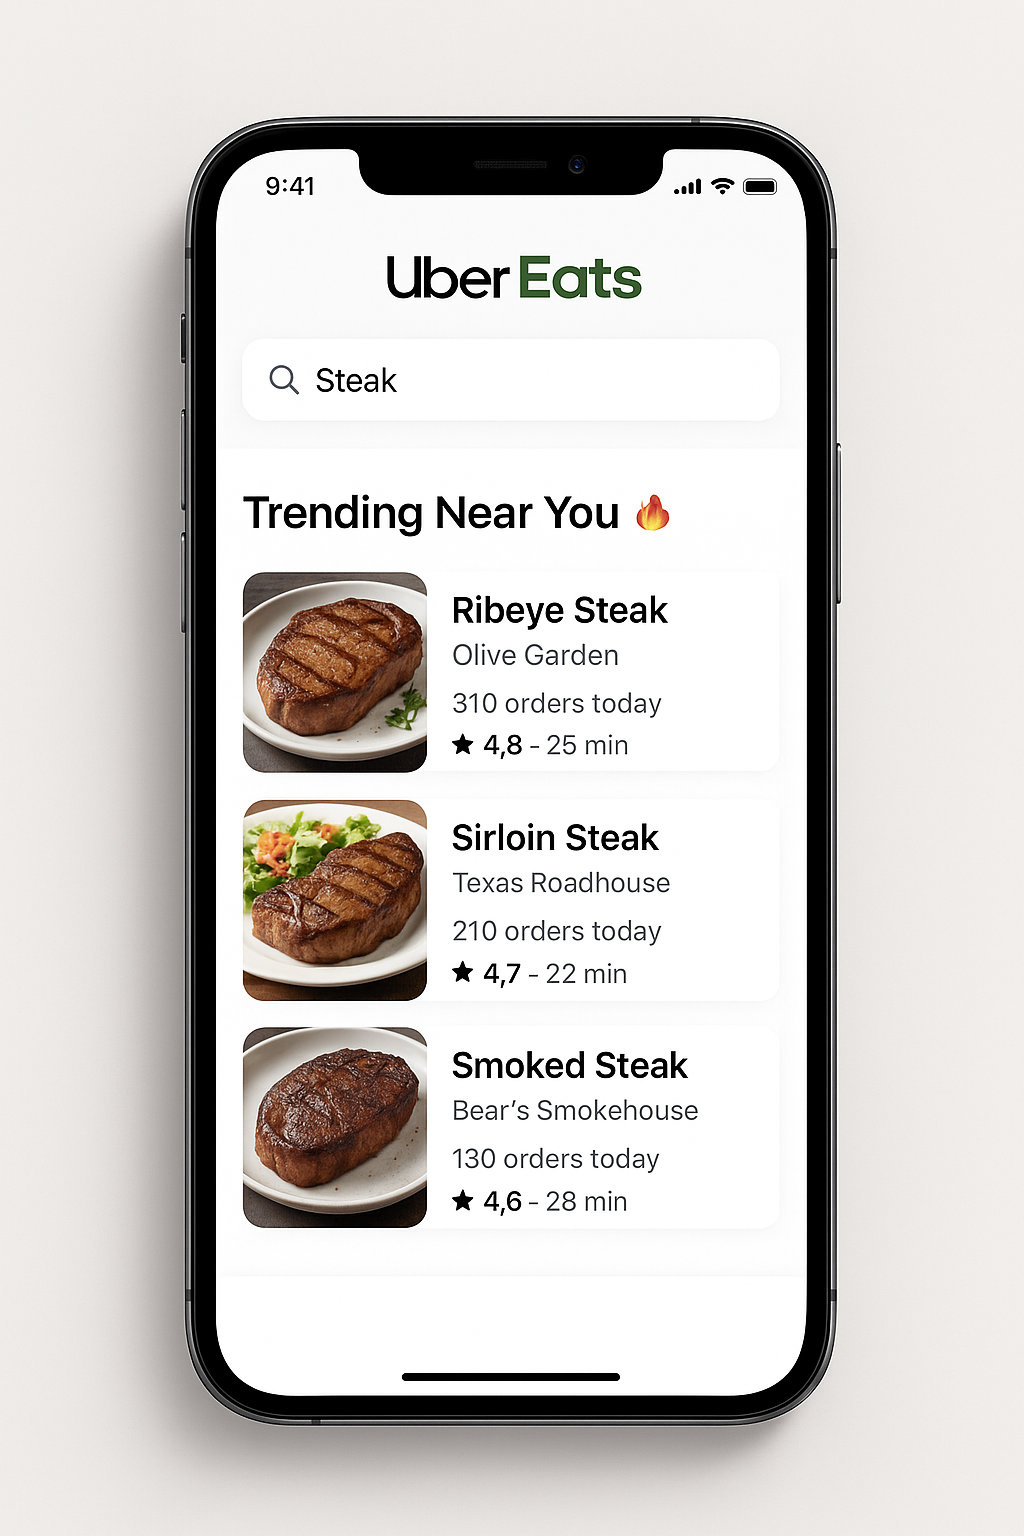 9:41
Uber Eats
Steak
Trending Near You 🔥
Ribeye Steak
Olive Garden
310 orders today
★ 4,8 - 25 min
Sirloin Steak
Texas Roadhouse
210 orders today
★ 4,7 - 22 min
Smoked Steak
Bear’s Smokehouse
130 orders today
★ 4,6 - 28 min